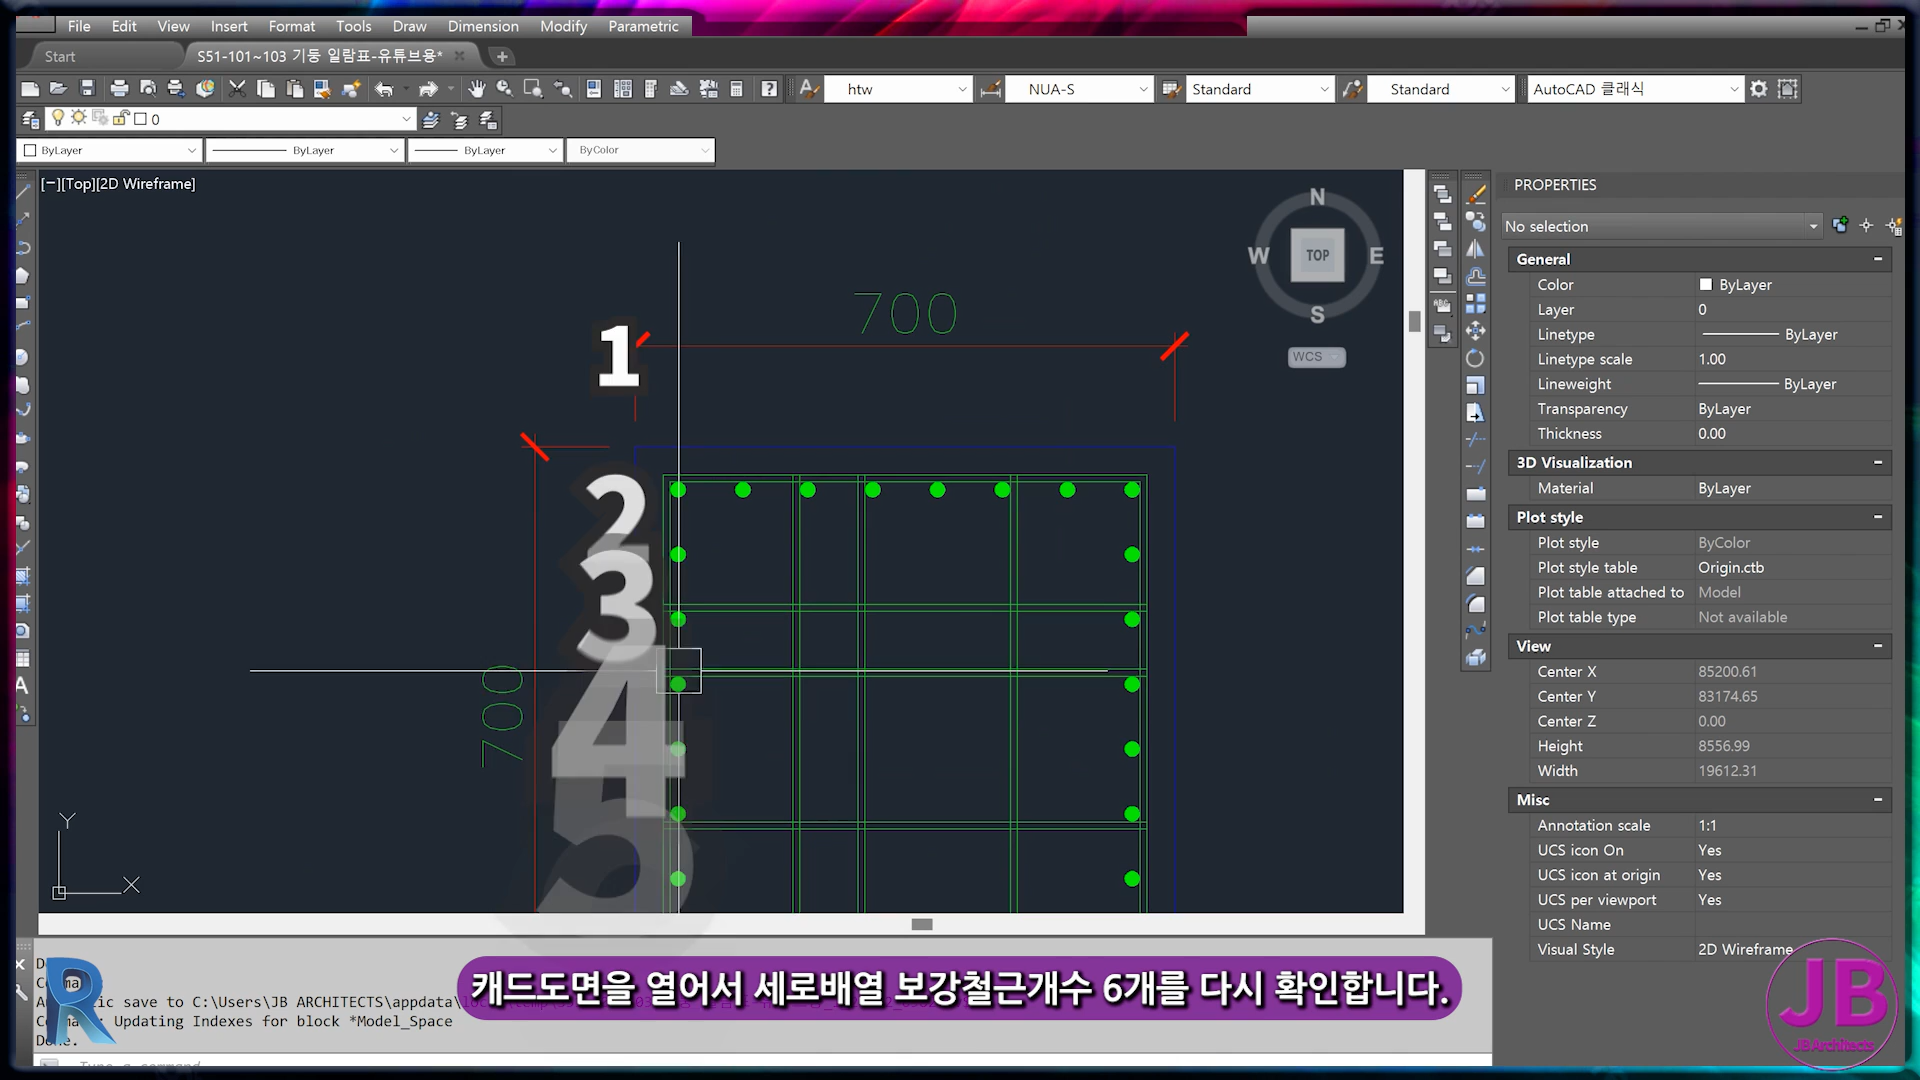 File Edit View Insert Format Tools Draw Dimension Modify Parametric
Start
S51-101~103 기둥 일람표-유튜브용*
htw
NUA-S
Standard
Standard
AutoCAD 클래식
0
ByLayer
ByLayer
ByLayer
ByColor
[−][Top][2D Wireframe]
N
W
TOP
E
S
WCS
700
700
1
2
3
4
5
Y
X
PROPERTIES
No selection
General
Color ByLayer
Layer 0
Linetype ByLayer
Linetype scale 1.00
Lineweight ByLayer
Transparency ByLayer
Thickness 0.00
3D Visualization
Material ByLayer
Plot style
Plot style ByColor
Plot style table Origin.ctb
Plot table attached to Model
Plot table type Not available
View
Center X 85200.61
Center Y 83174.65
Center Z 0.00
Height 8556.99
Width 19612.31
Misc
Annotation scale 1:1
UCS icon On Yes
UCS icon at origin Yes
UCS per viewport Yes
UCS Name
Visual Style 2D Wireframe
save to C:\Users\JB ARCHITECTS\appdata\
Updating Indexes for block *Model_Space
Done.
Type a command
캐드도면을 열어서 세로배열 보강철근개수 6개를 다시 확인합니다.
R
JB
JB Architects